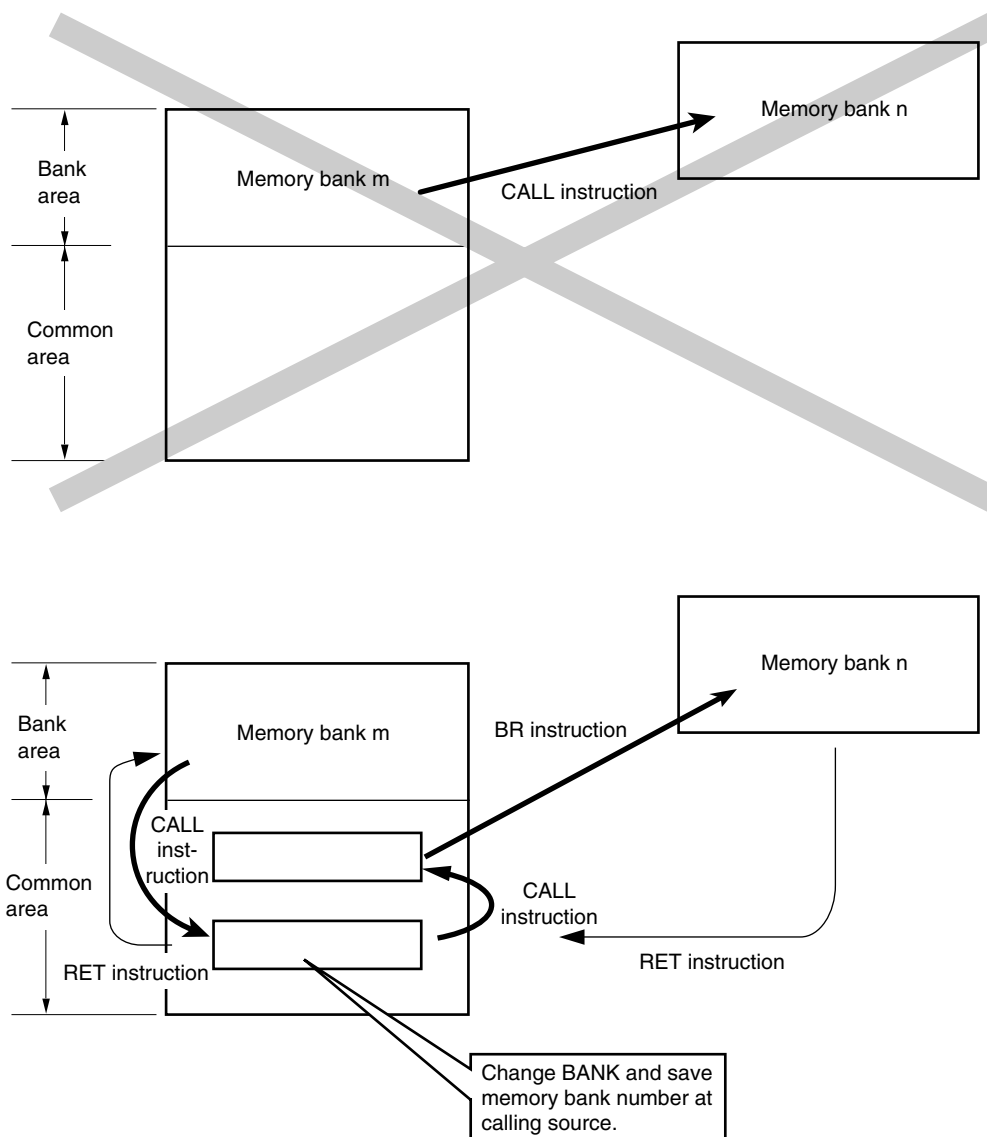 Memory bank n
Bank
area
Memory bank m
CALL instruction
Common
area
Memory bank n
Bank
area
Memory bank m
BR instruction
CALL
inst-
ruction
Common
area
CALL
instruction
RET instruction
RET instruction
Change BANK and save
memory bank number at
calling source.